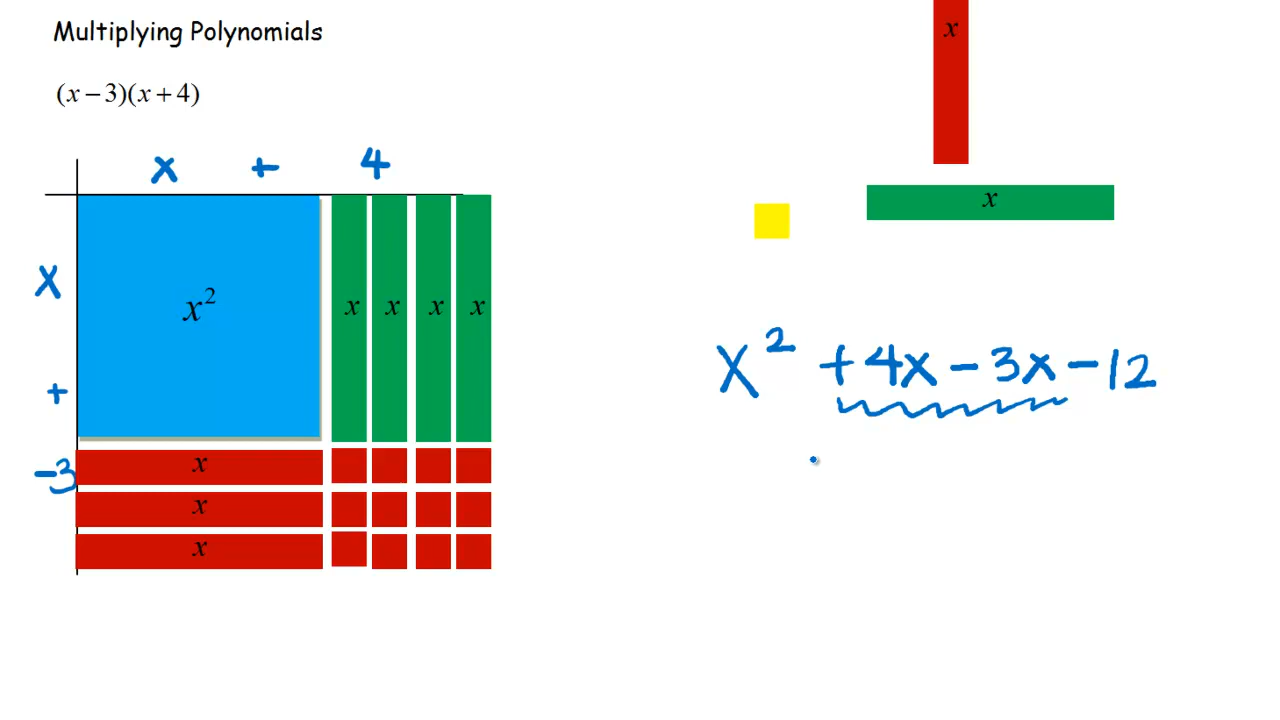 Multiplying Polynomials
x
(x − 3)(x + 4)
x + 4
x
x
x²
x x x x
x² + 4x − 3x − 12
+
−3
x
x
x